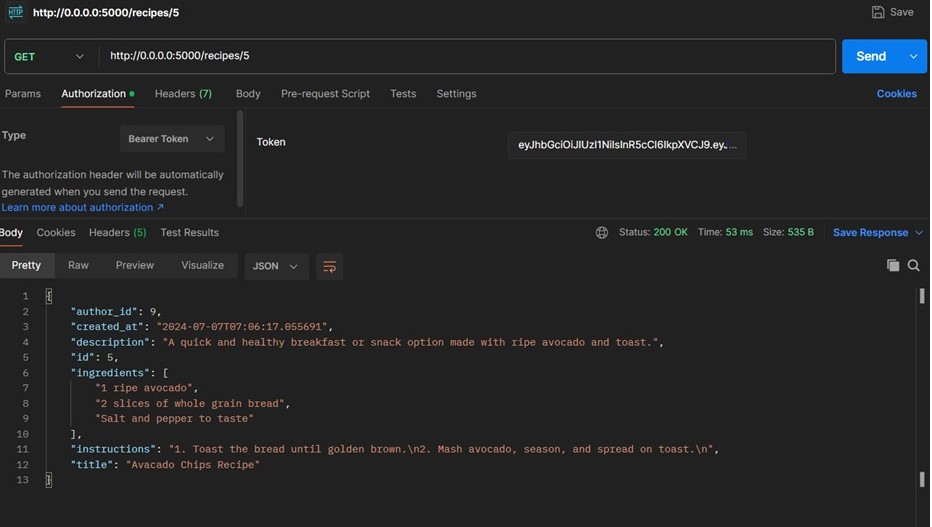 HTTP http://0.0.0.0:5000/recipes/5 Save
GET http://0.0.0.0:5000/recipes/5 Send
Params Authorization Headers (7) Body Pre-request Script Tests Settings Cookies
Type Bearer Token
Token eyJhbGciOiJIUzI1NiIsInR5cCI6IkpXVCJ9.ey...
The authorization header will be automatically
generated when you send the request.
Learn more about authorization ↗
Body Cookies Headers (5) Test Results Status: 200 OK Time: 53 ms Size: 535 B Save Response
Pretty Raw Preview Visualize JSON
1 {
2 "author_id": 9,
3 "created_at": "2024-07-07T07:06:17.055691",
4 "description": "A quick and healthy breakfast or snack option made with ripe avocado and toast.",
5 "id": 5,
6 "ingredients": [
7 "1 ripe avocado",
8 "2 slices of whole grain bread",
9 "Salt and pepper to taste"
10 ],
11 "instructions": "1. Toast the bread until golden brown.\n2. Mash avocado, season, and spread on toast.\n",
12 "title": "Avacado Chips Recipe"
13 }